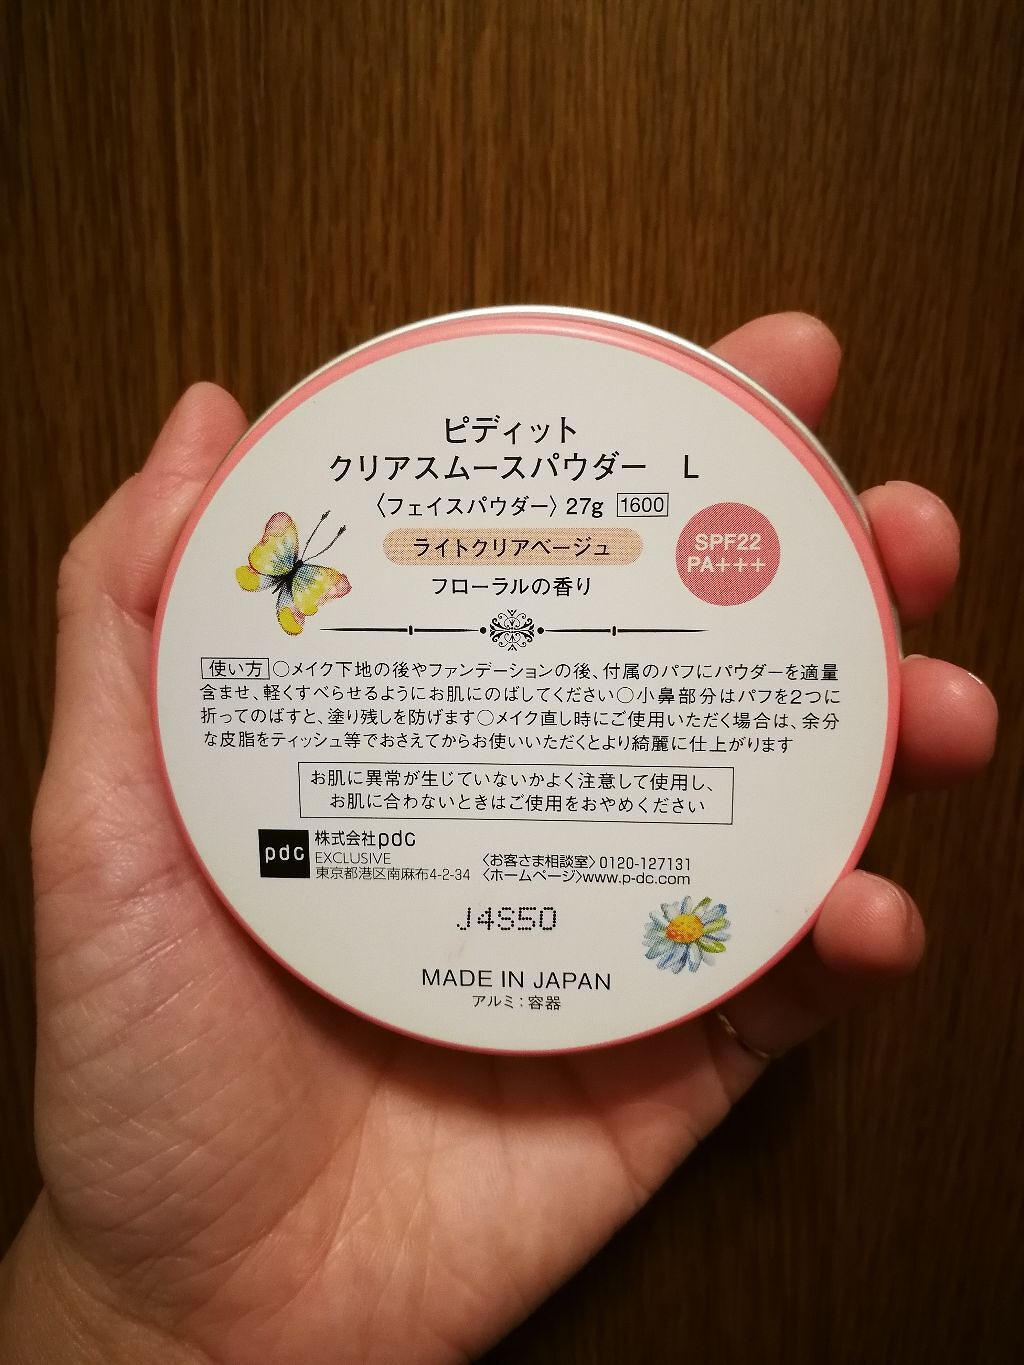 ピディット
クリアスムースパウダー L
〈フェイスパウダー〉27g 1600
ライトクリアベージュ
SPF22
PA+++
フローラルの香り
使い方 ○メイク下地の後やファンデーションの後、付属のパフにパウダーを適量
含ませ、軽くすべらせるようにお肌にのばしてください○小鼻部分はパフを2つに
折ってのばすと、塗り残しを防げます○メイク直し時にご使用いただく場合は、余分
な皮脂をティッシュ等でおさえてからお使いいただくとより綺麗に仕上がります
お肌に異常が生じていないかよく注意して使用し、
お肌に合わないときはご使用をおやめください
pdc
株式会社pdc
EXCLUSIVE
東京都港区南麻布4-2-34
〈お客さま相談室〉0120-127131
〈ホームページ〉www.p-dc.com
J4S50
MADE IN JAPAN
アルミ：容器